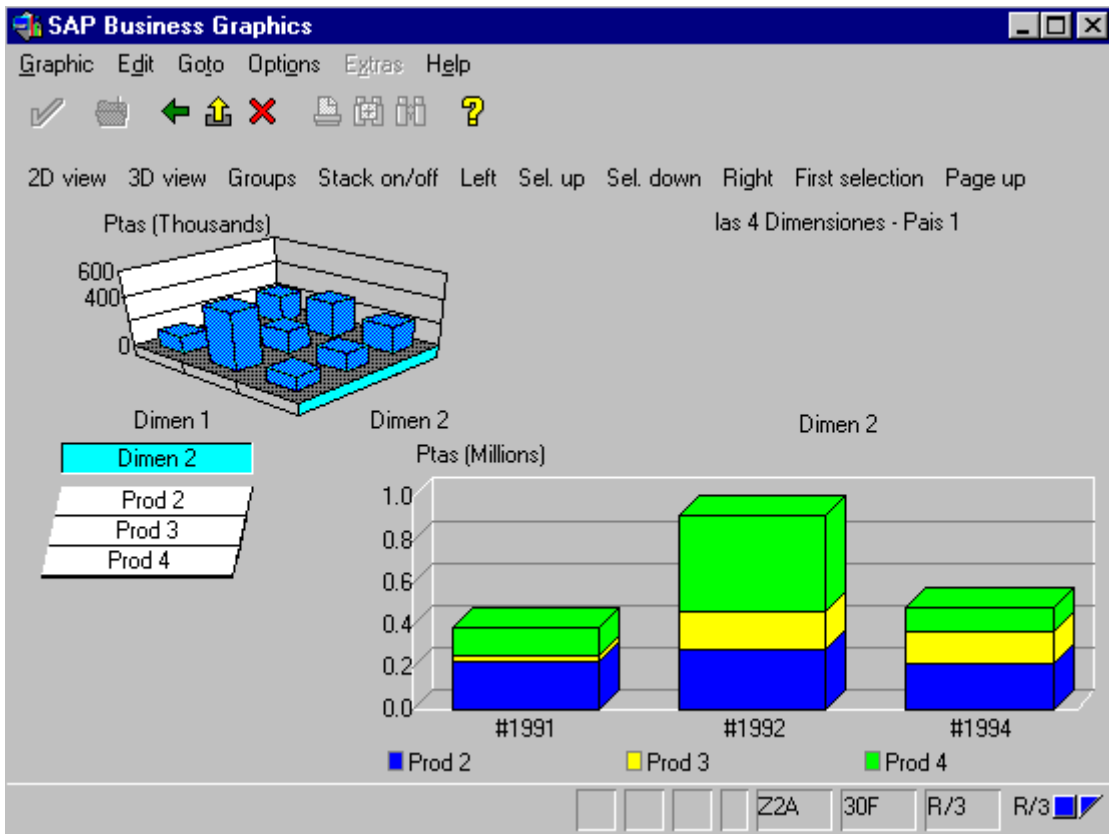 SAP Business Graphics
Graphic Edit Goto Options Extras Help
2D view 3D view Groups Stack on/off Left Sel. up Sel. down Right First selection Page up
Ptas (Thousands)
las 4 Dimensiones - Pais 1
600
400
0
Dimen 1
Dimen 2
Dimen 2
Dimen 2
Prod 2
Prod 3
Prod 4
Ptas (Millions)
1.0
0.8
0.6
0.4
0.2
0.0
#1991 #1992 #1994
Prod 2 Prod 3 Prod 4
Z2A 30F R/3 R/3